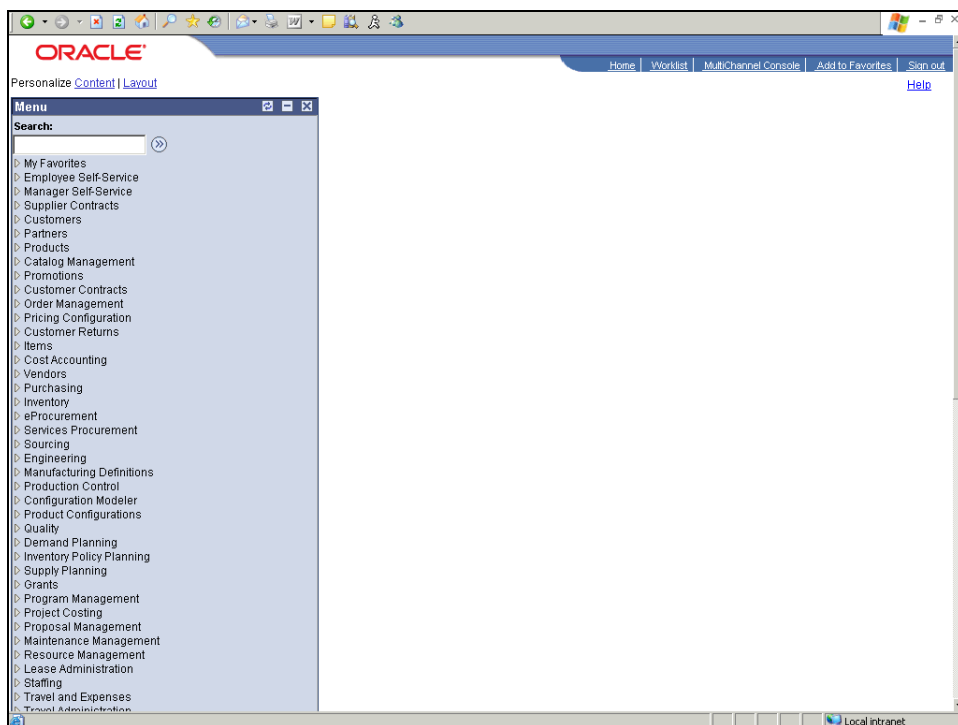 ORACLE
Home | Worklist | MultiChannel Console | Add to Favorites | Sign out
Personalize Content | Layout
Help
Menu
Search:
My Favorites
Employee Self-Service
Manager Self-Service
Supplier Contracts
Customers
Partners
Products
Catalog Management
Promotions
Customer Contracts
Order Management
Pricing Configuration
Customer Returns
Items
Cost Accounting
Vendors
Purchasing
Inventory
eProcurement
Services Procurement
Sourcing
Engineering
Manufacturing Definitions
Production Control
Configuration Modeler
Product Configurations
Quality
Demand Planning
Inventory Policy Planning
Supply Planning
Grants
Program Management
Project Costing
Proposal Management
Maintenance Management
Resource Management
Lease Administration
Staffing
Travel and Expenses
Travel Administration
Local intranet